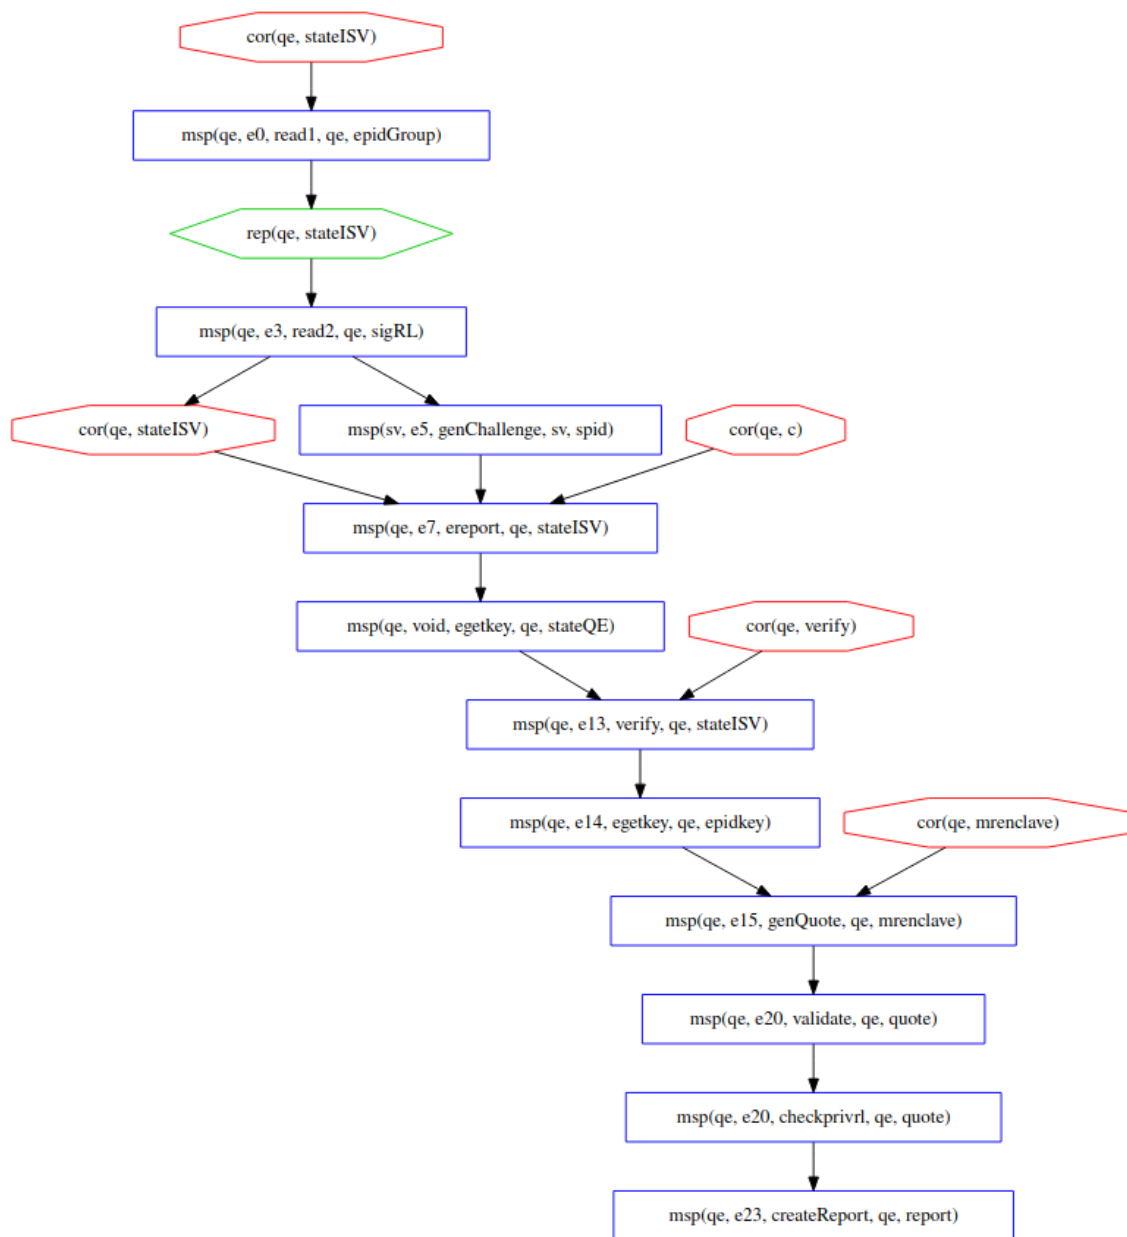 cor(qe, stateISV)
msp(qe, e0, read1, qe, epidGroup)
rep(qe, stateISV)
msp(qe, e3, read2, qe, sigRL)
cor(qe, stateISV)
msp(sv, e5, genChallenge, sv, spid)
cor(qe, c)
msp(qe, e7, ereport, qe, stateISV)
msp(qe, void, egetkey, qe, stateQE)
cor(qe, verify)
msp(qe, e13, verify, qe, stateISV)
msp(qe, e14, egetkey, qe, epidkey)
cor(qe, mrenclave)
msp(qe, e15, genQuote, qe, mrenclave)
msp(qe, e20, validate, qe, quote)
msp(qe, e20, checkprivrl, qe, quote)
msp(qe, e23, createReport, qe, report)